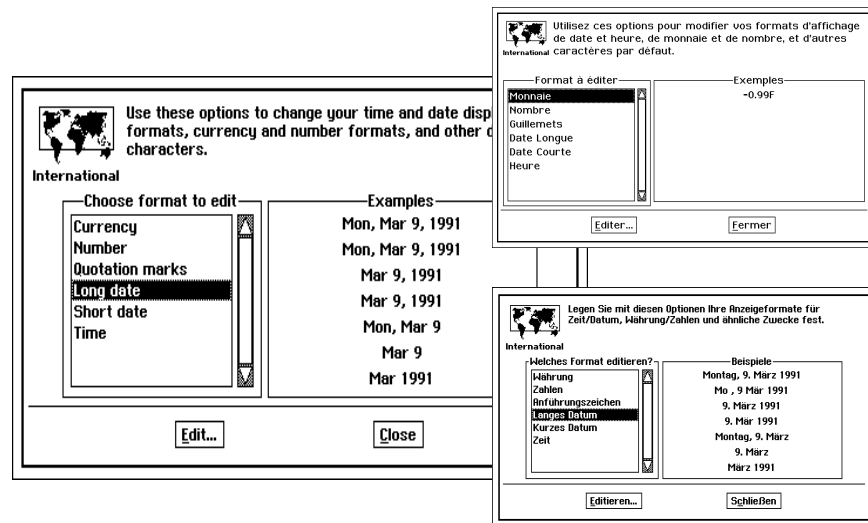 Use these options to change your time and date disp
formats, currency and number formats, and other d
characters.
International
Choose format to edit
Currency
Number
Quotation marks
Long date
Short date
Time
Examples
Mon, Mar 9, 1991
Mon, Mar 9, 1991
Mar 9, 1991
Mar 9, 1991
Mon, Mar 9
Mar 9
Mar 1991
Edit...
Close
Utilisez ces options pour modifier vos formats d'affichage
de date et heure, de monnaie et de nombre, et d'autres
caractères par défaut.
International
Format à éditer
Monnaie
Nombre
Guillemets
Date Longue
Date Courte
Heure
Exemples
-0.99F
Editer...
Fermer
Legen Sie mit diesen Optionen Ihre Anzeigeformate für
Zeit/Datum, Währung/Zahlen und ähnliche Zwecke fest.
International
Welches Format editieren?
Währung
Zahlen
Anführungszeichen
Langes Datum
Kurzes Datum
Zeit
Beispiele
Montag, 9. März 1991
Mo , 9 Mär 1991
9. März 1991
9. Mär 1991
Montag, 9. März
9. März
März 1991
Editieren...
Schließen